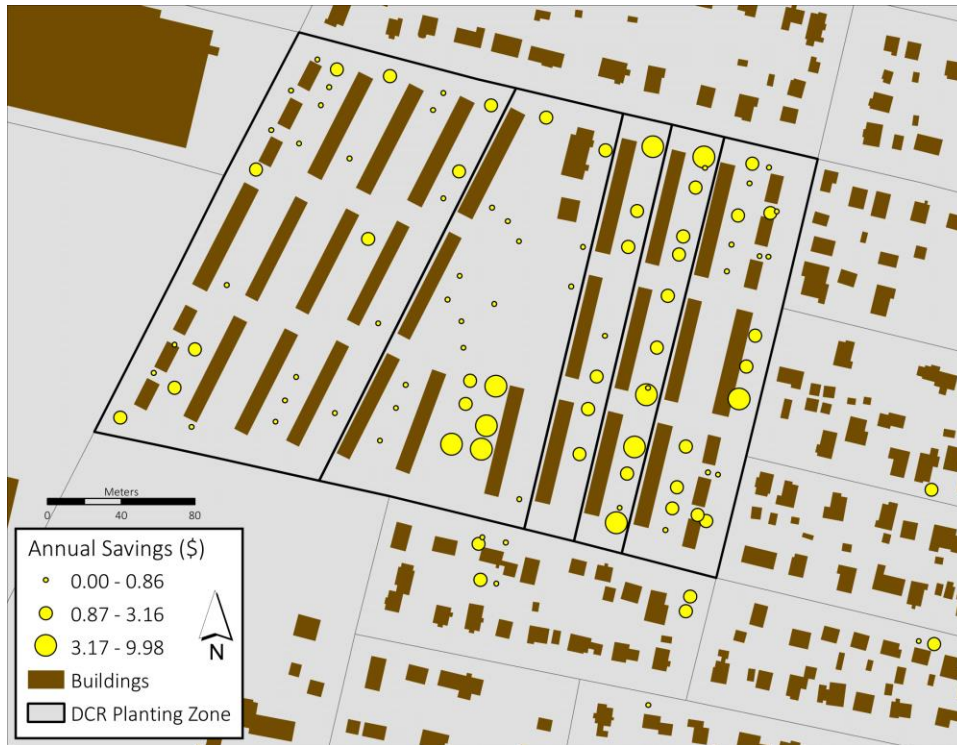 Meters
0 40 80
Annual Savings ($)
0.00 - 0.86
0.87 - 3.16
3.17 - 9.98
N
Buildings
DCR Planting Zone